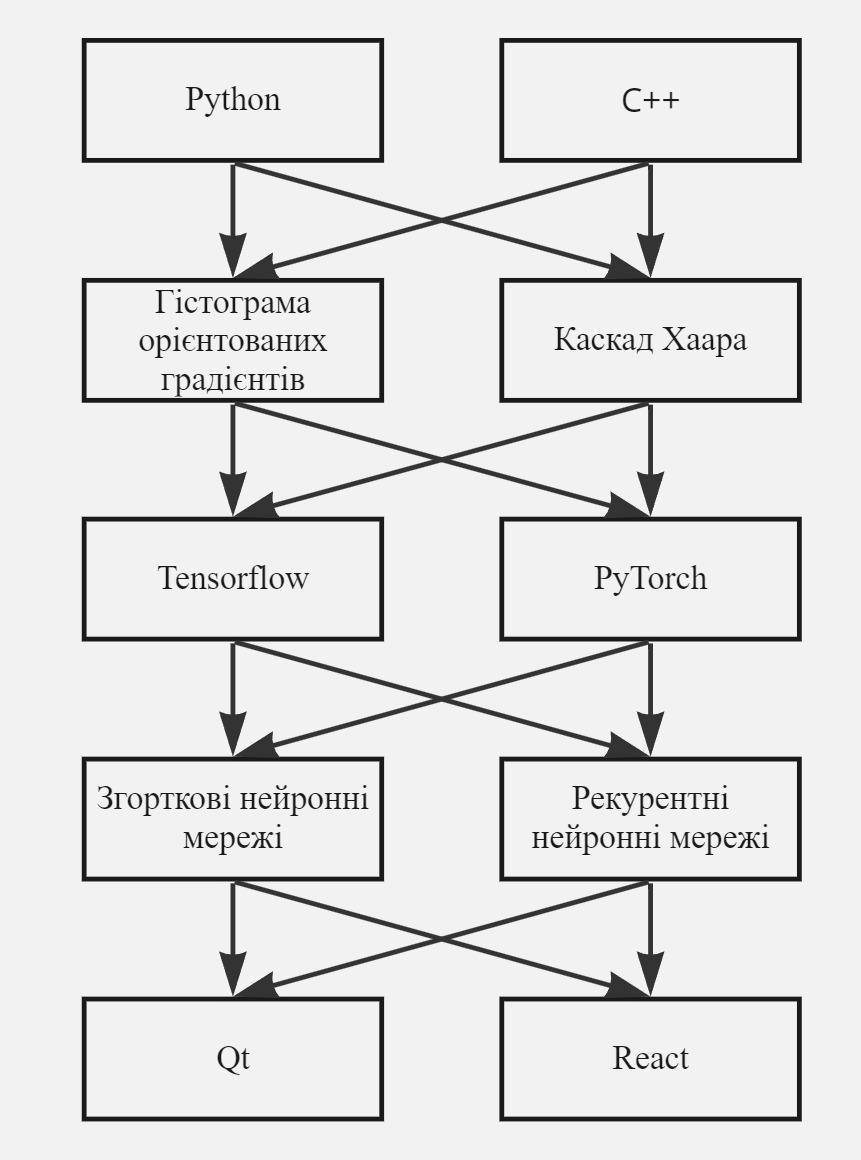 Python
C++
Гістограма
орієнтованих
градієнтів
Каскад Хаара
Tensorflow
PyTorch
Згорткові нейронні
мережі
Рекурентні
нейронні мережі
Qt
React